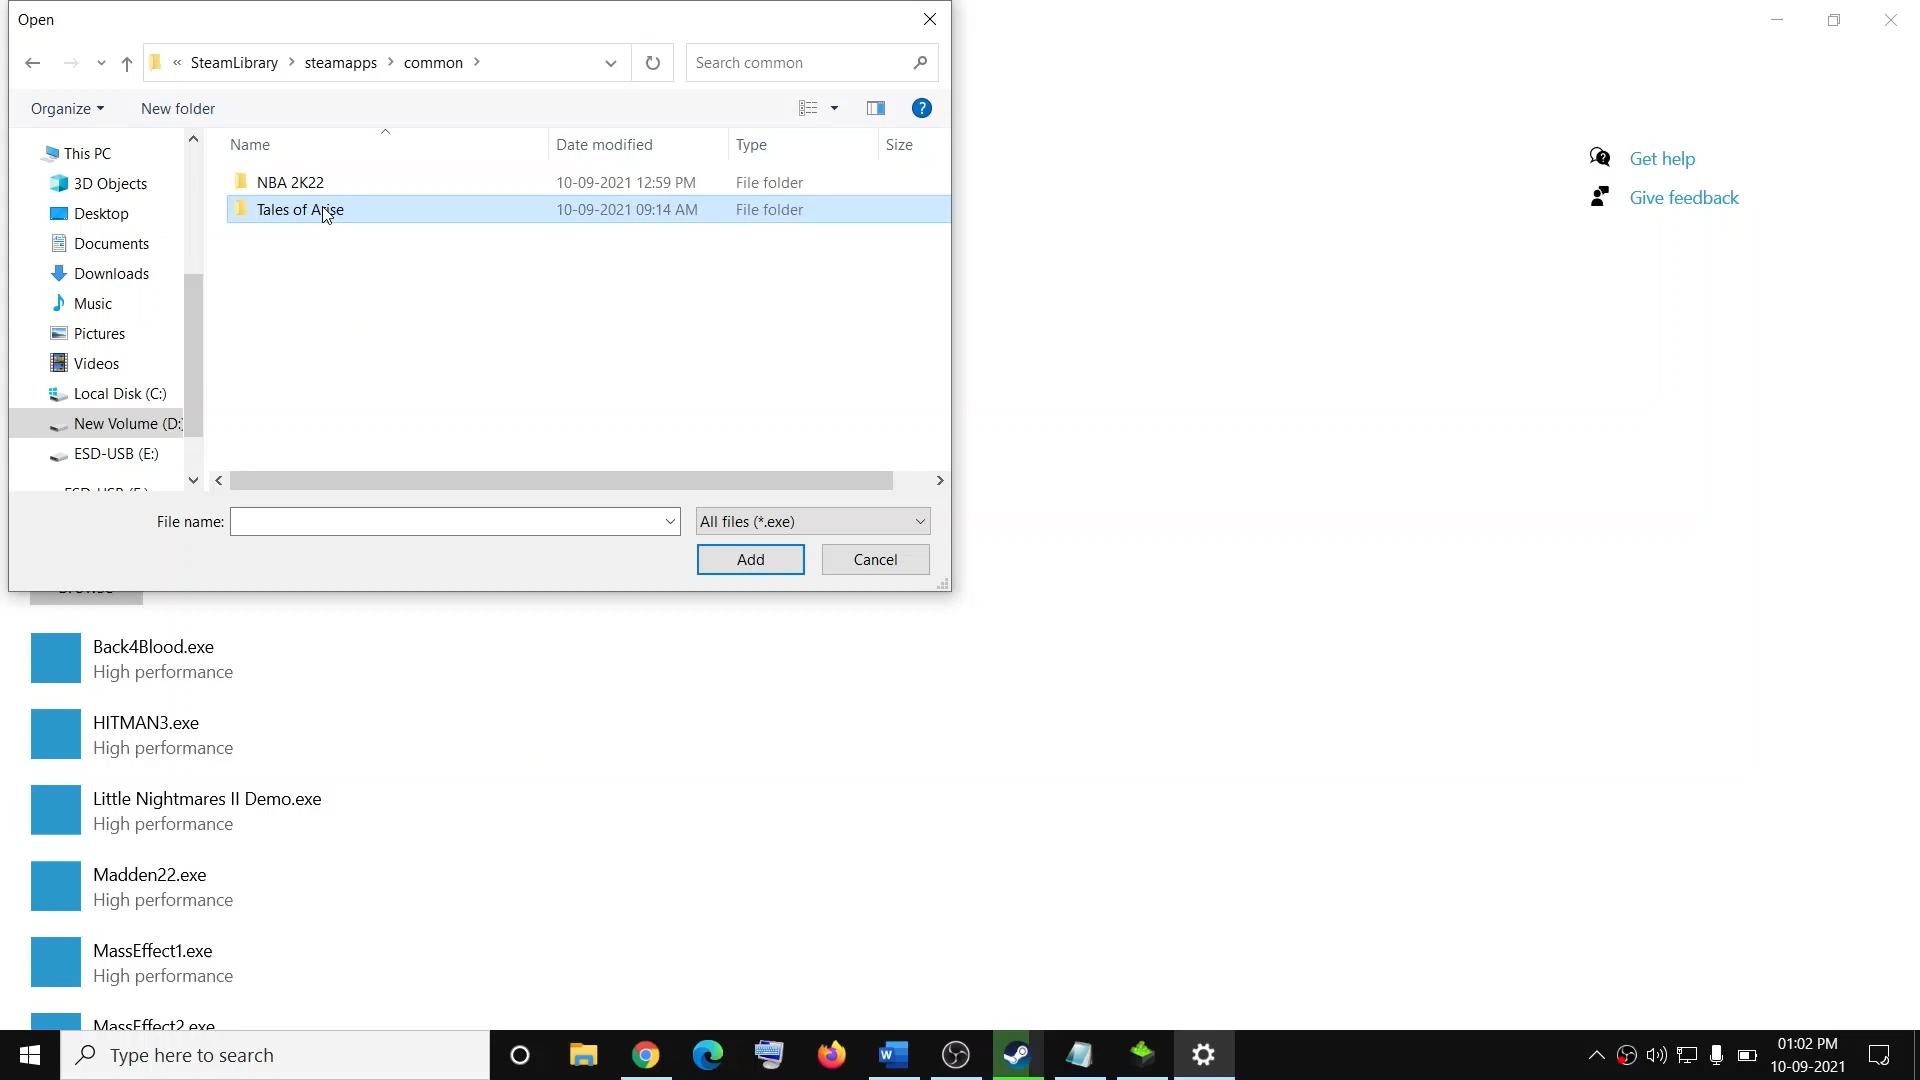 Open
« SteamLibrary > steamapps > common >
Search common
Organize
New folder
Name Date modified Type Size
NBA 2K22 10-09-2021 12:59 PM File folder
Tales of Arise 10-09-2021 09:14 AM File folder
This PC
3D Objects
Desktop
Documents
Downloads
Music
Pictures
Videos
Local Disk (C:)
New Volume (D:)
ESD-USB (E:)
File name:
All files (*.exe)
Add
Cancel
Get help
Give feedback
Back4Blood.exe
High performance
HITMAN3.exe
High performance
Little Nightmares II Demo.exe
High performance
Madden22.exe
High performance
MassEffect1.exe
High performance
MassEffect2.exe
Type here to search
01:02 PM
10-09-2021